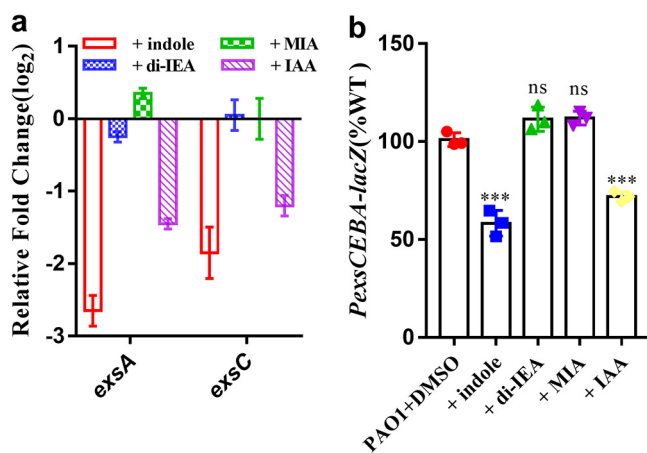 a
+ indole
+ MIA
+ di-IEA
+ IAA
Relative Fold Change(log2)
1
0
-1
-2
-3
exsA
exsC
b
PexsCEBA-lacZ(%WT )
150
100
50
0
ns
ns
***
***
PAO1+DMSO
+ indole
+ di-IEA
+ MIA
+ IAA